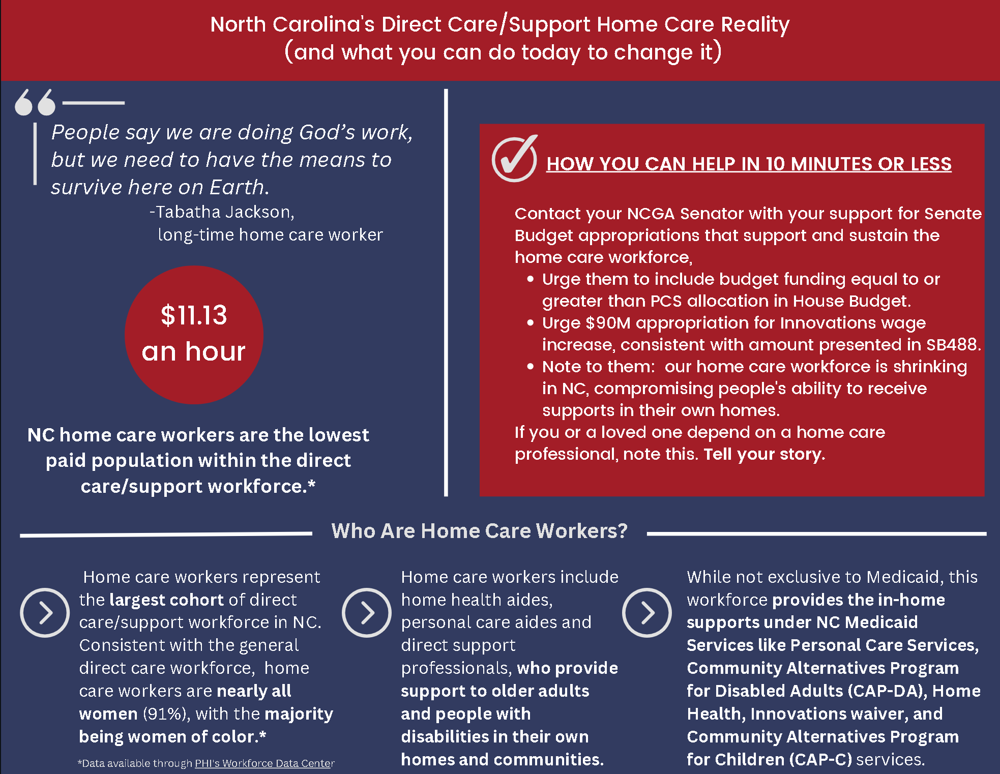 North Carolina's Direct Care/Support Home Care Reality
(and what you can do today to change it)
People say we are doing God's work,
but we need to have the means to
survive here on Earth.
-Tabatha Jackson,
long-time home care worker
$11.13
an hour
NC home care workers are the lowest
paid population within the direct
care/support workforce.*
HOW YOU CAN HELP IN 10 MINUTES OR LESS
Contact your NCGA Senator with your support for Senate
Budget appropriations that support and sustain the
home care workforce,
• Urge them to include budget funding equal to or
greater than PCS allocation in House Budget.
• Urge $90M appropriation for Innovations wage
increase, consistent with amount presented in SB488.
• Note to them:  our home care workforce is shrinking
in NC, compromising people's ability to receive
supports in their own homes.
If you or a loved one depend on a home care
professional, note this. Tell your story.
Who Are Home Care Workers?
Home care workers represent
the largest cohort of direct
care/support workforce in NC.
Consistent with the general
direct care workforce,  home
care workers are nearly all
women (91%), with the majority
being women of color.*
*Data available through PHI's Workforce Data Center
Home care workers include
home health aides,
personal care aides and
direct support
professionals, who provide
support to older adults
and people with
disabilities in their own
homes and communities.
While not exclusive to Medicaid, this
workforce provides the in-home
supports under NC Medicaid
Services like Personal Care Services,
Community Alternatives Program
for Disabled Adults (CAP-DA), Home
Health, Innovations waiver, and
Community Alternatives Program
for Children (CAP-C) services.